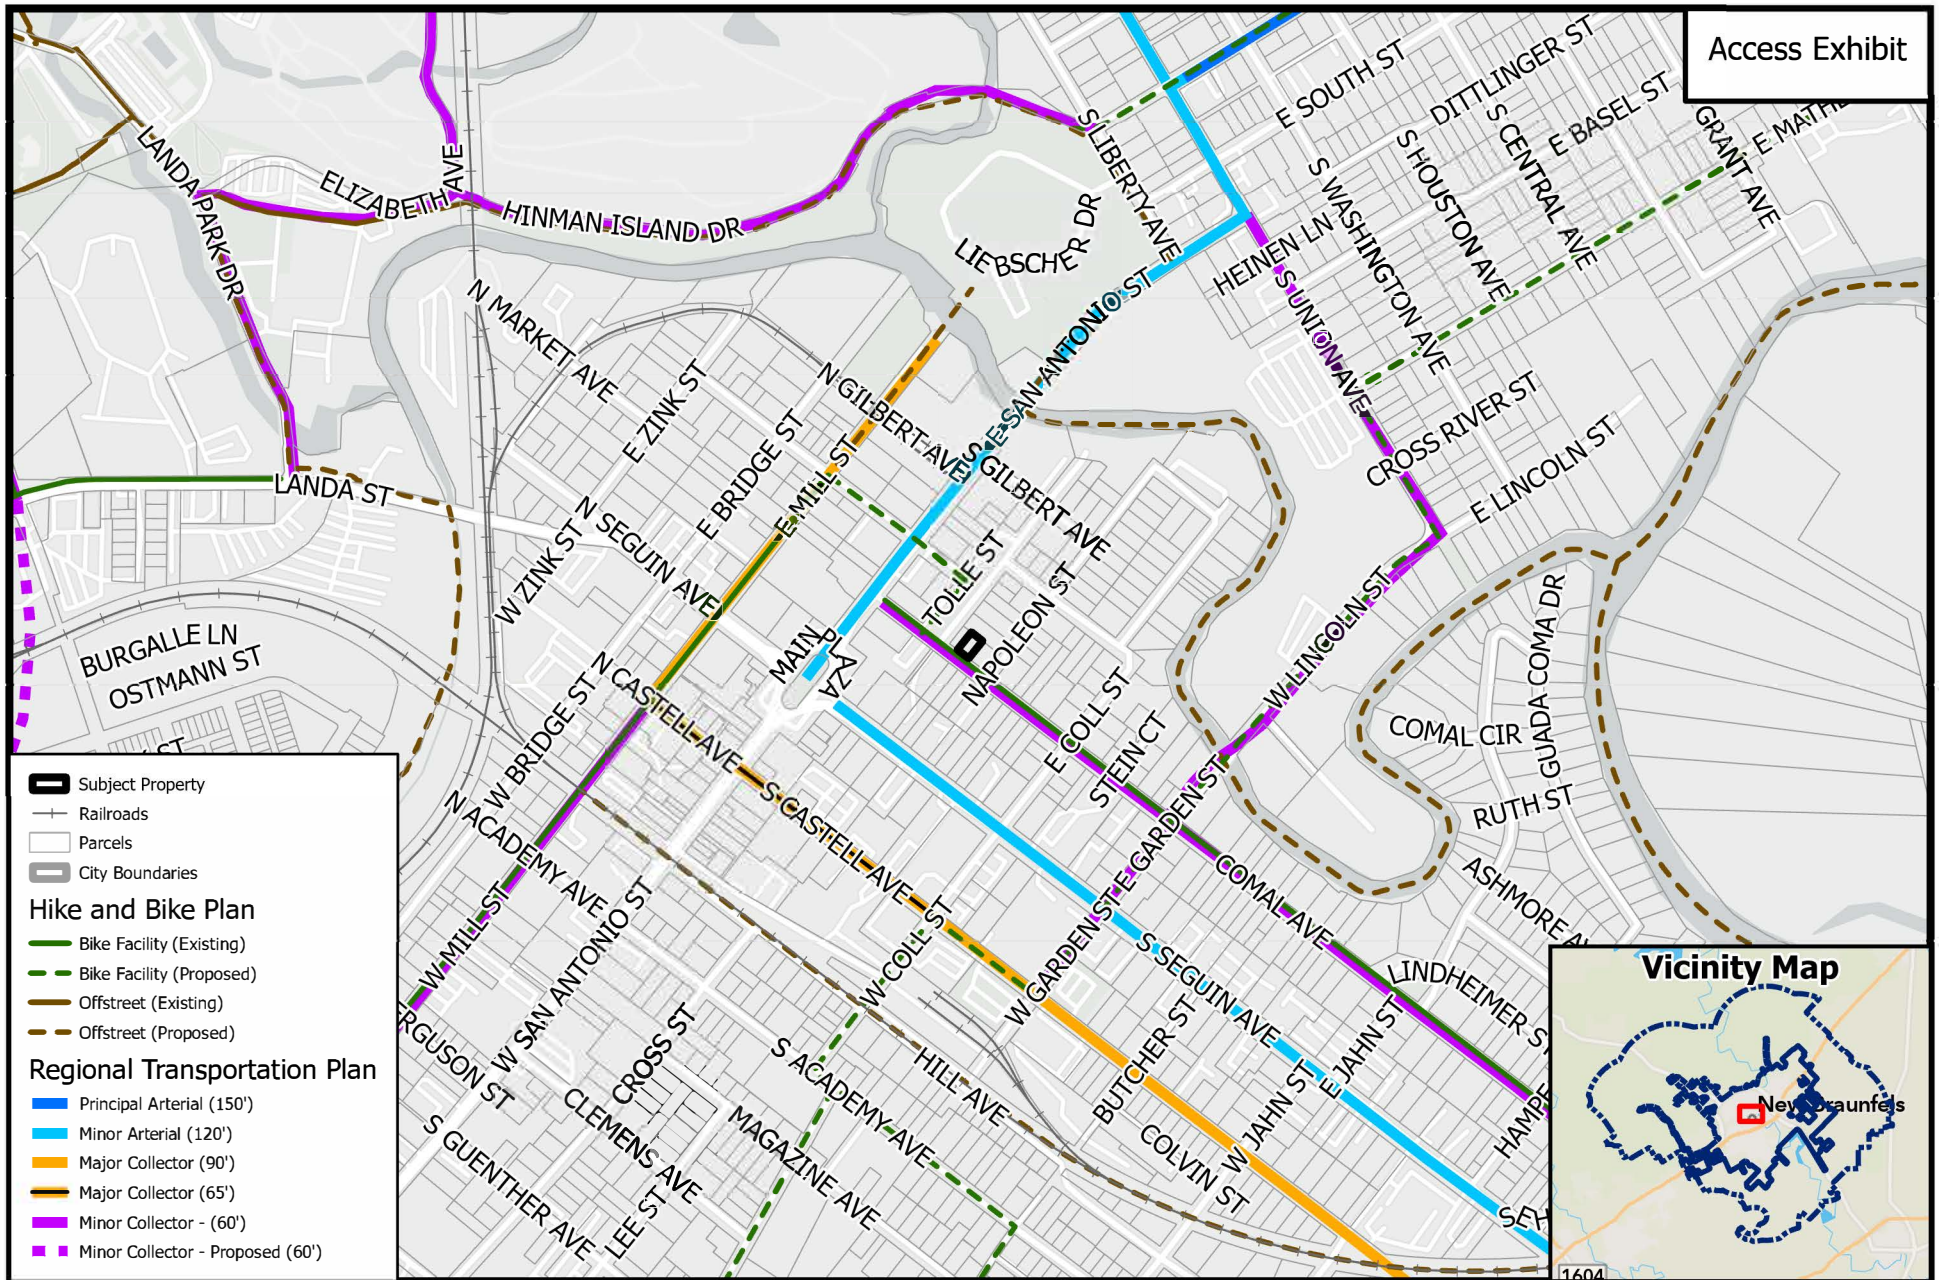 Access Exhibit
E SOUTH ST
DITTLINGER ST
E BASEL ST
S CENTRAL AVE
GRANT AVE
S HOUSTON AVE
S WASHINGTON AVE
S LIBERTY AVE
LANDA PARK DR
ELIZABETH AVE
HINMAN ISLAND DR
LIEBSCHER DR
HEINEN LN
S UNION AVE
E SAN ANTONIO ST
N MARKET AVE
E ZINK ST
N GILBERT AVE
E BRIDGE ST
E MILL ST
S GILBERT AVE
CROSS RIVER ST
E LINCOLN ST
LANDA ST
N SEGUIN AVE
W ZINK ST
TOLLE ST
NAPOLEON ST
W LINCOLN ST
GUADA COMA DR
BURGALLE LN
OSTMANN ST
MAIN PLAZA
N CASTELL AVE
W BRIDGE ST
E COLL ST
STEIN CT
COMAL CIR
RUTH ST
N ACADEMY AVE
S CASTELL AVE
E GARDEN ST
COMAL AVE
W MILL ST
W SAN ANTONIO ST
W COLL ST
W GARDEN ST
S SEGUIN AVE
LINDHEIMER ST
CROSS ST
S ACADEMY AVE
HILL AVE
BUTCHER ST
E JAHN ST
W JAHN ST
CLEMENS AVE
MAGAZINE AVE
COLVIN ST
S GUENTHER AVE
LEE ST
Subject Property
Railroads
Parcels
City Boundaries
Hike and Bike Plan
Bike Facility (Existing)
Bike Facility (Proposed)
Offstreet (Existing)
Offstreet (Proposed)
Regional Transportation Plan
Principal Arterial (150')
Minor Arterial (120')
Major Collector (90')
Major Collector (65')
Minor Collector - (60')
Minor Collector - Proposed (60')
Vicinity Map
New Braunfels
1604